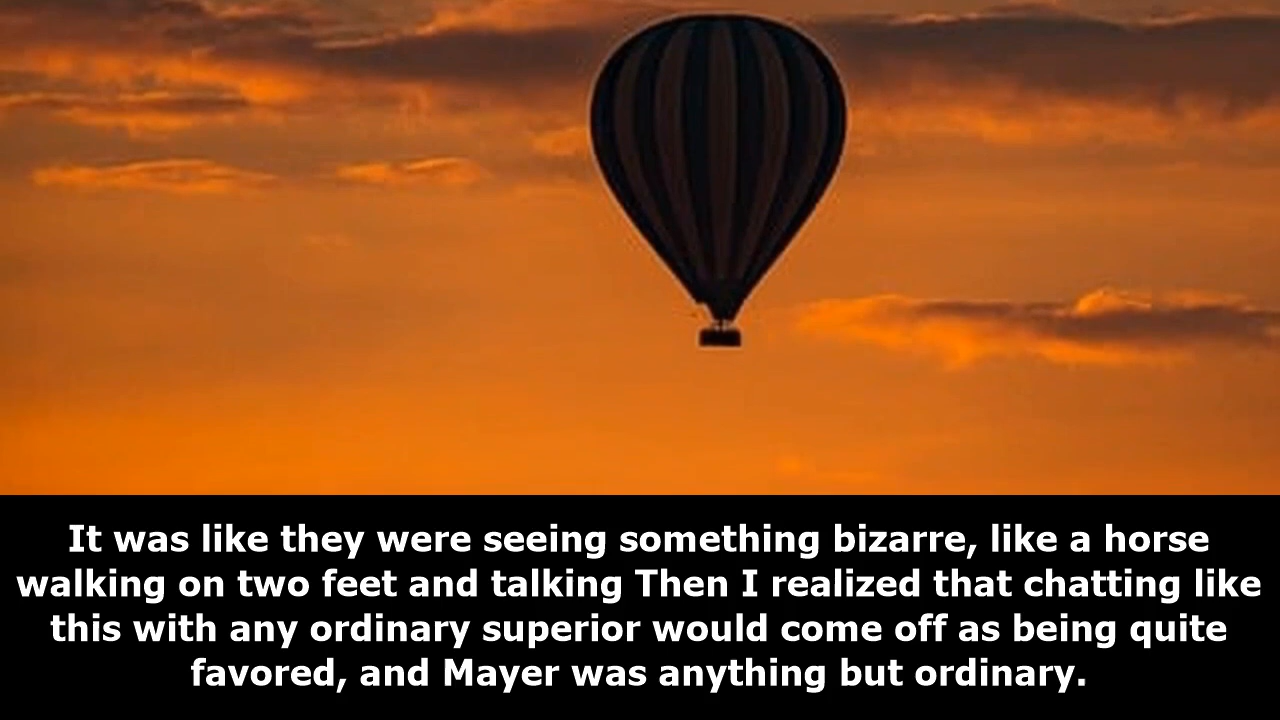 It was like they were seeing something bizarre, like a horse
walking on two feet and talking Then I realized that chatting like
this with any ordinary superior would come off as being quite
favored, and Mayer was anything but ordinary.